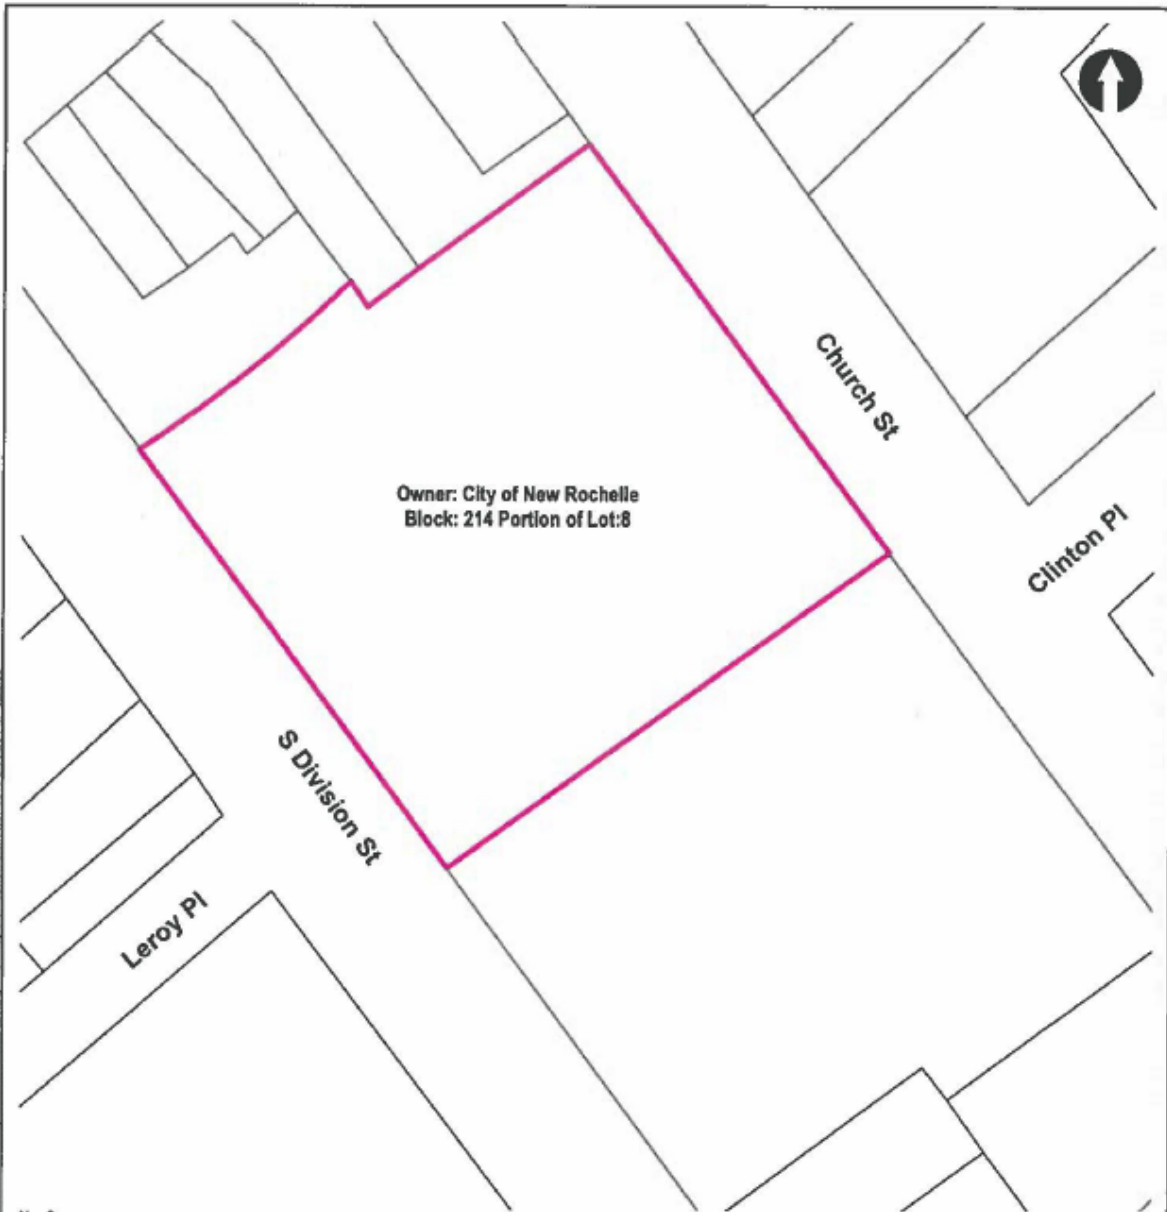 Church St
Owner: City of New Rochelle
Block: 214 Portion of Lot:8
Clinton Pl
S Division St
Leroy Pl